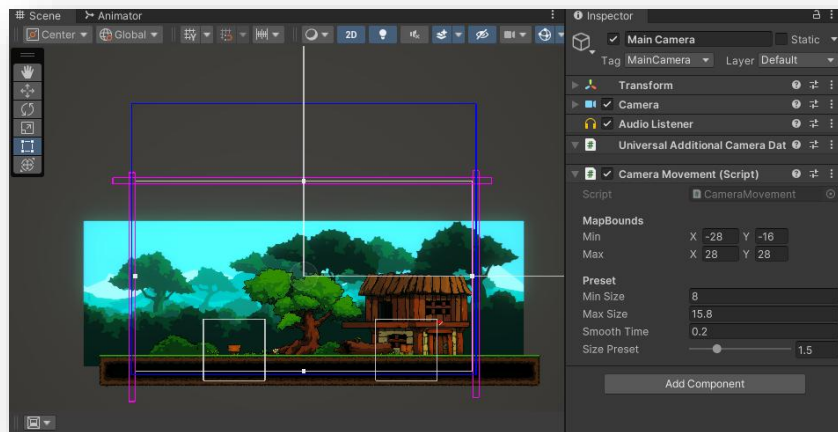 Scene Animator
Center Global 2D
Inspector
Main Camera Static
Tag MainCamera Layer Default
Transform
Camera
Audio Listener
Universal Additional Camera Dat
Camera Movement (Script)
Script CameraMovement
MapBounds
Min X -28 Y -16
Max X 28 Y 28
Preset
Min Size 8
Max Size 15.8
Smooth Time 0.2
Size Preset 1.5
Add Component